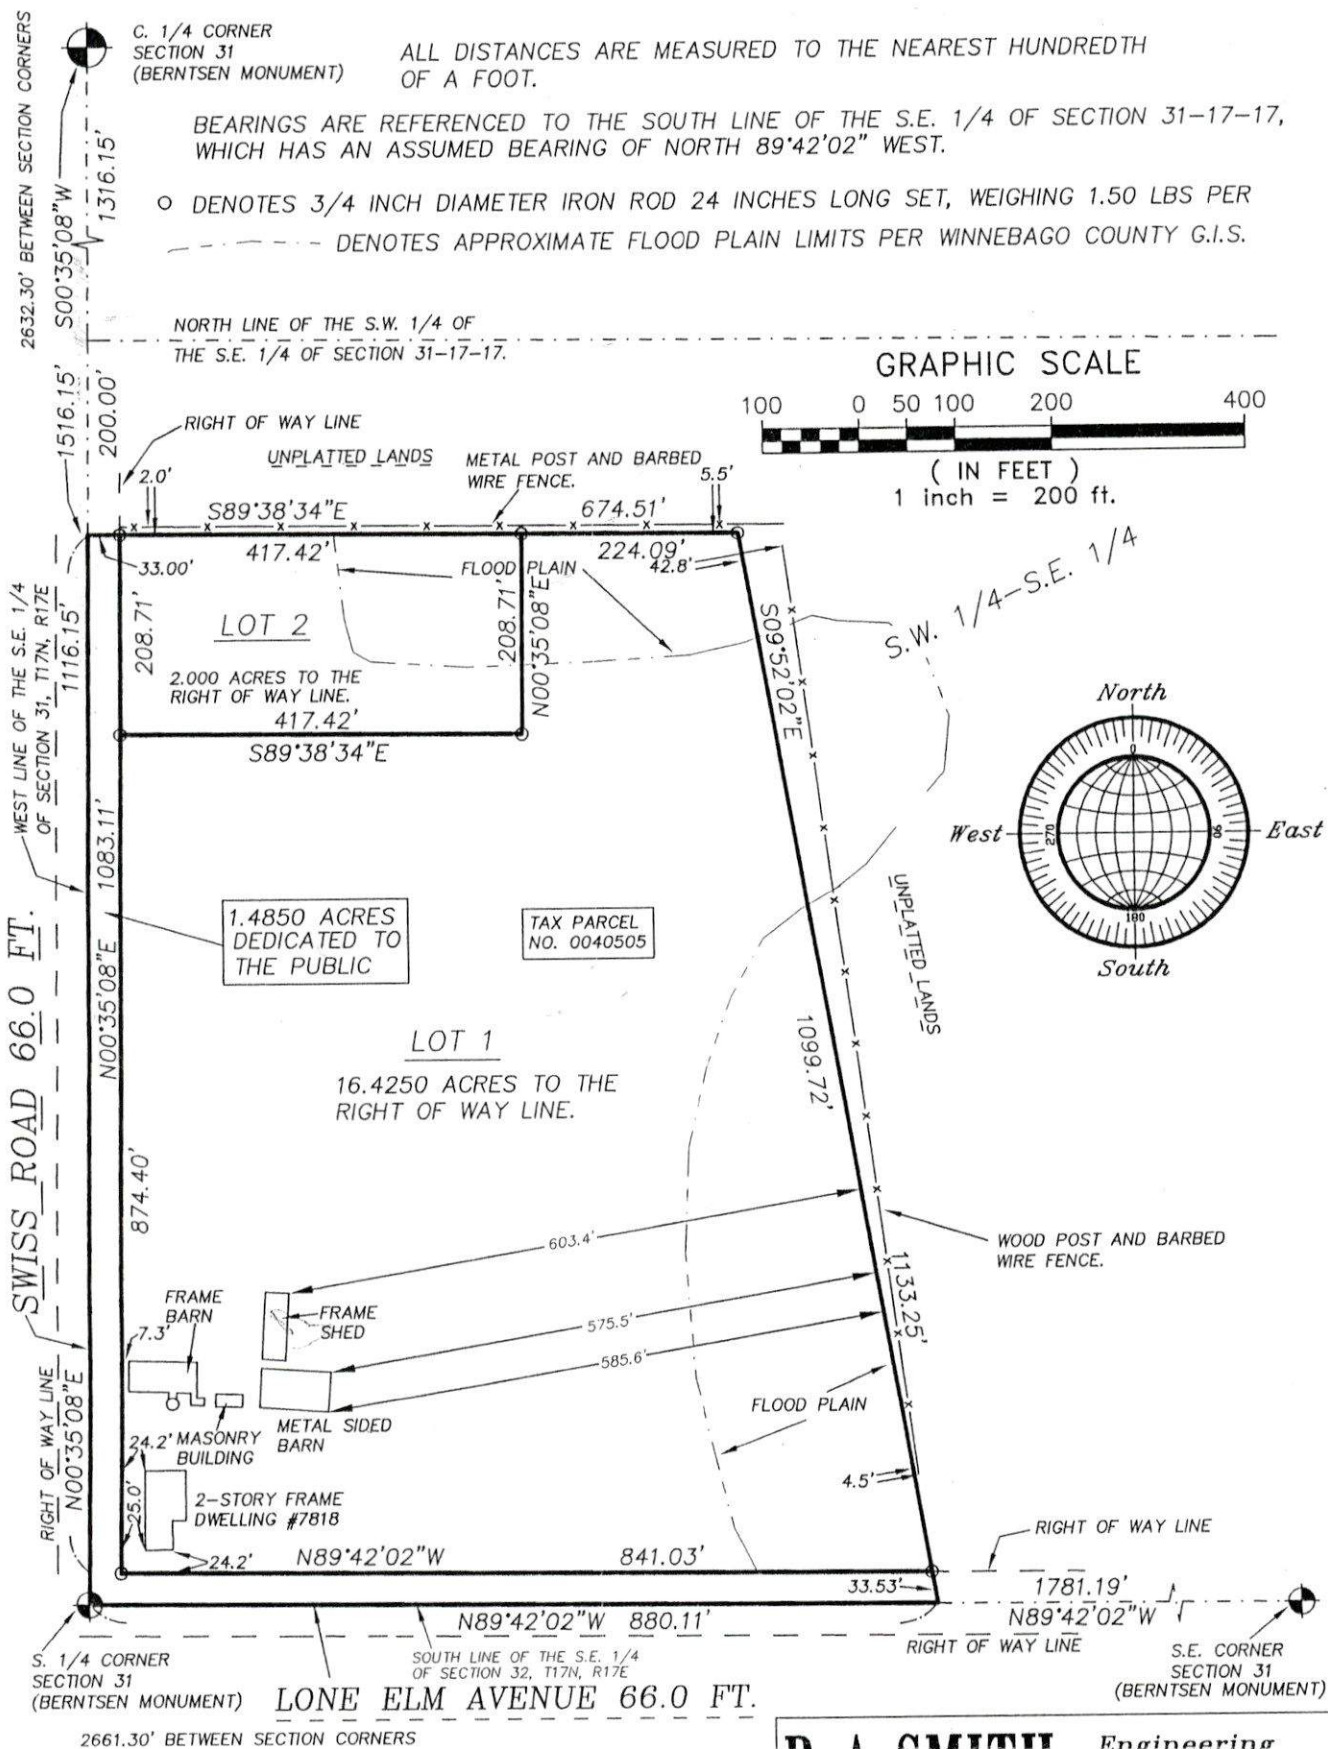 C. 1/4 CORNER
SECTION 31
(BERNTSEN MONUMENT)
ALL DISTANCES ARE MEASURED TO THE NEAREST HUNDREDTH
OF A FOOT.
BEARINGS ARE REFERENCED TO THE SOUTH LINE OF THE S.E. 1/4 OF SECTION 31-17-17,
WHICH HAS AN ASSUMED BEARING OF NORTH 89°42'02" WEST.
DENOTES 3/4 INCH DIAMETER IRON ROD 24 INCHES LONG SET, WEIGHING 1.50 LBS PER
DENOTES APPROXIMATE FLOOD PLAIN LIMITS PER WINNEBAGO COUNTY G.I.S.
2632.30' BETWEEN SECTION CORNERS
S00°35'08"W
1316.15'
NORTH LINE OF THE S.W. 1/4 OF
THE S.E. 1/4 OF SECTION 31-17-17.
GRAPHIC SCALE
100 0 50 100 200 400
( IN FEET )
1 inch = 200 ft.
1516.15'
200.00'
RIGHT OF WAY LINE
UNPLATTED LANDS
METAL POST AND BARBED
WIRE FENCE.
2.0'
5.5'
S89°38'34"E
674.51'
33.00'
417.42'
224.09'
42.8'
FLOOD PLAIN
S.W. 1/4-S.E. 1/4
LOT 2
208.71'
208.71'
N00°35'08"E
2.000 ACRES TO THE
RIGHT OF WAY LINE.
417.42'
S89°38'34"E
S09°52'02"E
WEST LINE OF THE S.E. 1/4
OF SECTION 31, T17N, R17E
1116.15'
North
0
West
270
90
East
180
South
1083.11'
N00°35'08"E
1.4850 ACRES
DEDICATED TO
THE PUBLIC
TAX PARCEL
NO. 0040505
UNPLATTED LANDS
LOT 1
16.4250 ACRES TO THE
RIGHT OF WAY LINE.
1099.72'
SWISS ROAD 66.0 FT.
874.40'
603.4'
WOOD POST AND BARBED
WIRE FENCE.
1133.25'
FRAME
BARN
FRAME
SHED
7.3'
575.5'
585.6'
RIGHT OF WAY LINE
N00°35'08"E
METAL SIDED
BARN
24.2'
MASONRY
BUILDING
FLOOD PLAIN
4.5'
25.0'
2-STORY FRAME
DWELLING #7818
24.2'
RIGHT OF WAY LINE
N89°42'02"W
841.03'
33.53'
1781.19'
N89°42'02"W
N89°42'02"W 880.11'
RIGHT OF WAY LINE
S. 1/4 CORNER
SECTION 31
(BERNTSEN MONUMENT)
SOUTH LINE OF THE S.E. 1/4
OF SECTION 32, T17N, R17E
S.E. CORNER
SECTION 31
(BERNTSEN MONUMENT)
LONE ELM AVENUE 66.0 FT.
2661.30' BETWEEN SECTION CORNERS
SMITH Engineering